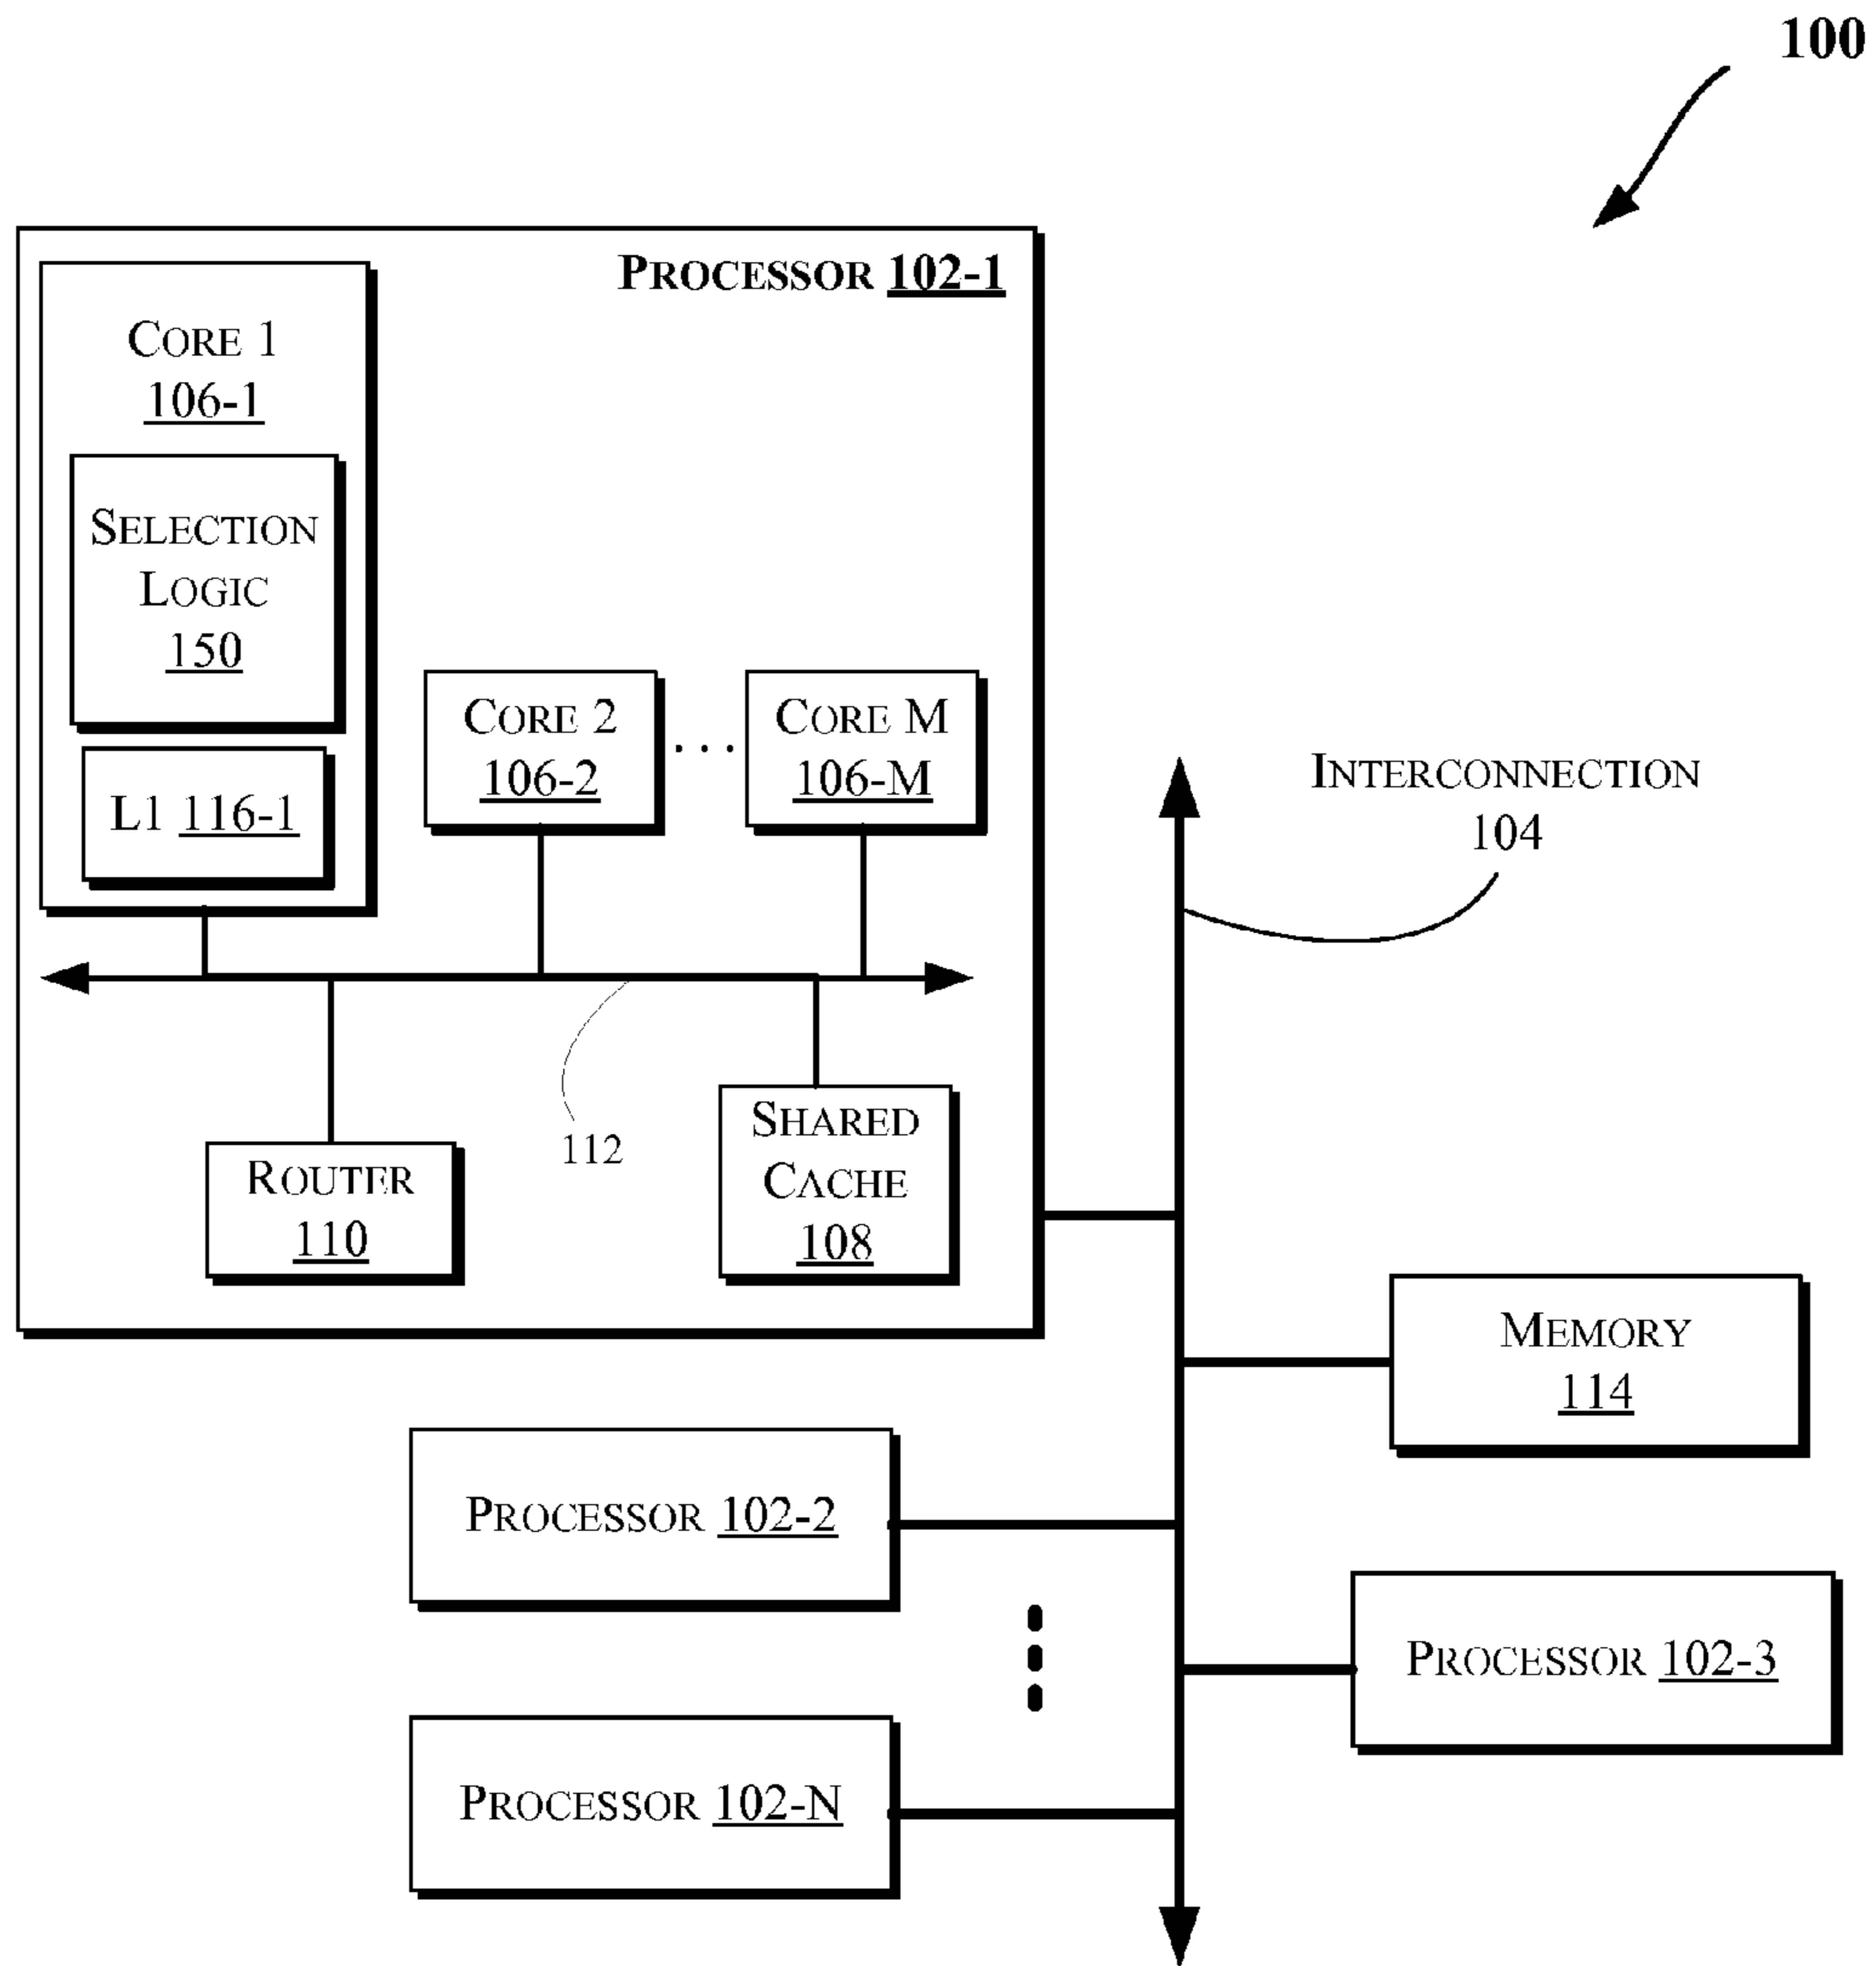 100
PROCESSOR 102-1
CORE 1
106-1
SELECTION
LOGIC
150
L1 116-1
CORE 2
106-2
...
CORE M
106-M
INTERCONNECTION
104
112
ROUTER
110
SHARED
CACHE
108
MEMORY
114
PROCESSOR 102-2
PROCESSOR 102-3
PROCESSOR 102-N